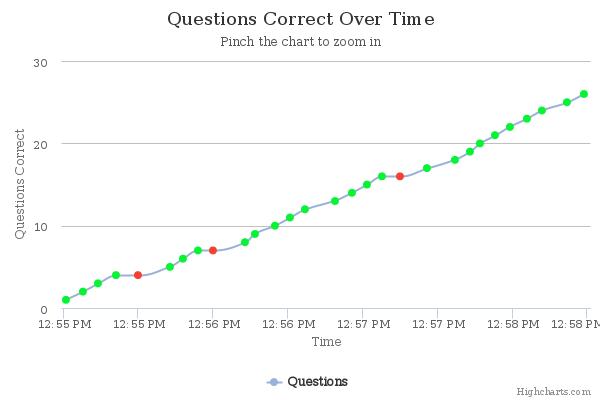 Questions Correct Over Time
Pinch the chart to zoom in
Questions Correct
30
20
10
0
12:55 PM 12:55 PM 12:56 PM 12:56 PM 12:57 PM 12:57 PM 12:58 PM 12:58 PM
Time
Questions
Highcharts.com